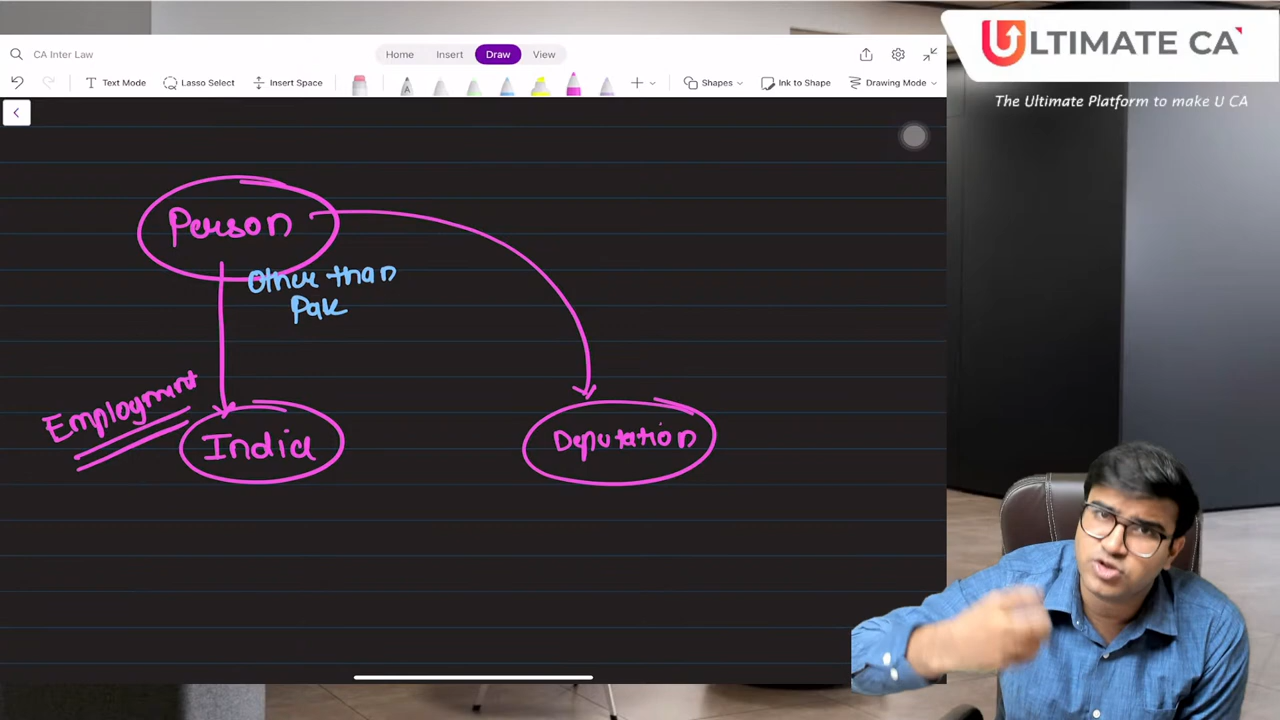 ULTIMATE CA
The Ultimate Platform to make U CA
CA Inter Law
Home Insert Draw View
Text Mode Lasso Select Insert Space Shapes Ink to Shape Drawing Mode
Person
Other than
Pak
Employment
India
Deputation